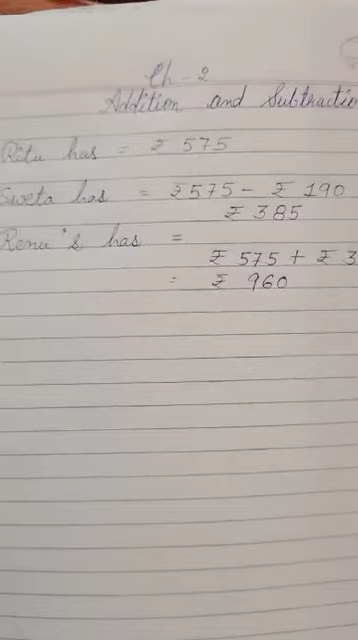 Ch - 2
Addition and Subtractio
Ritu has = ₹ 575
Sweta has = ₹575 - ₹ 190
₹ 385
Renu's has =
₹ 575 + ₹ 3
= ₹ 960